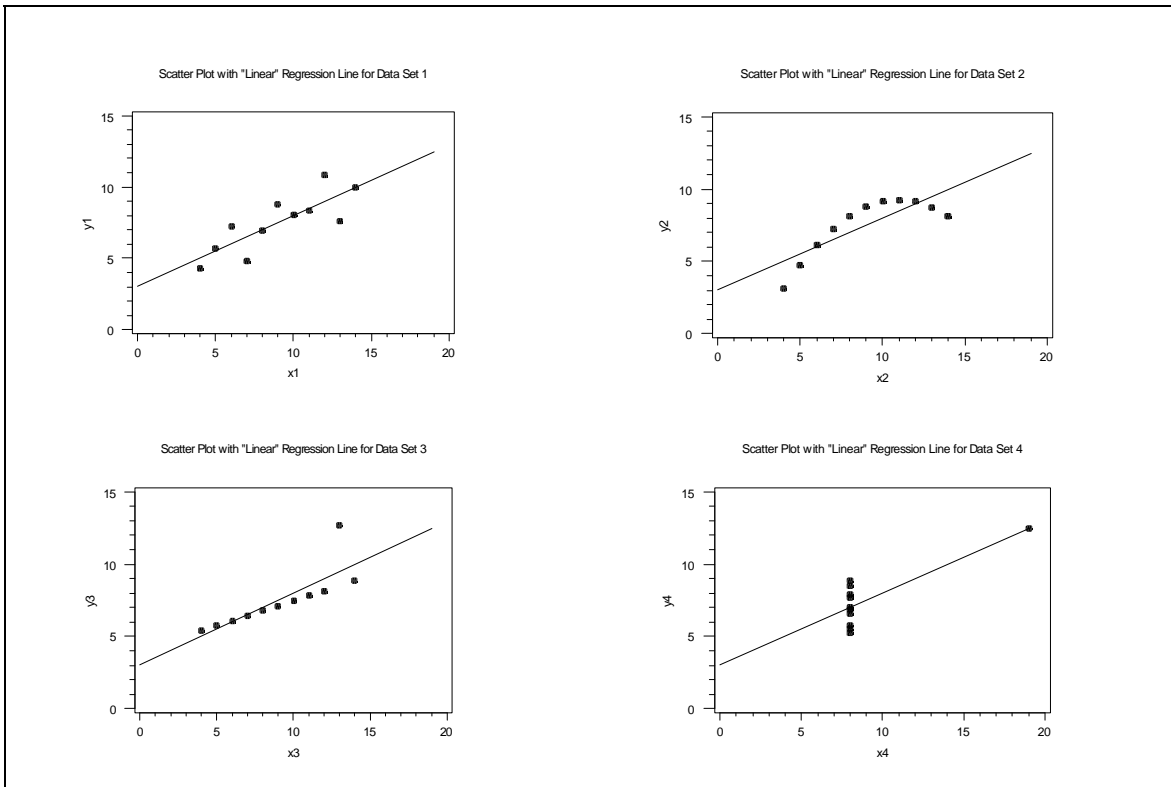 Scatter Plot with "Linear" Regression Line for Data Set 1
15
10
5
0
y1
0 5 10 15 20
x1
Scatter Plot with "Linear" Regression Line for Data Set 2
15
10
5
0
y2
0 5 10 15 20
x2
Scatter Plot with "Linear" Regression Line for Data Set 3
15
10
5
0
y3
0 5 10 15 20
x3
Scatter Plot with "Linear" Regression Line for Data Set 4
15
10
5
0
y4
0 5 10 15 20
x4